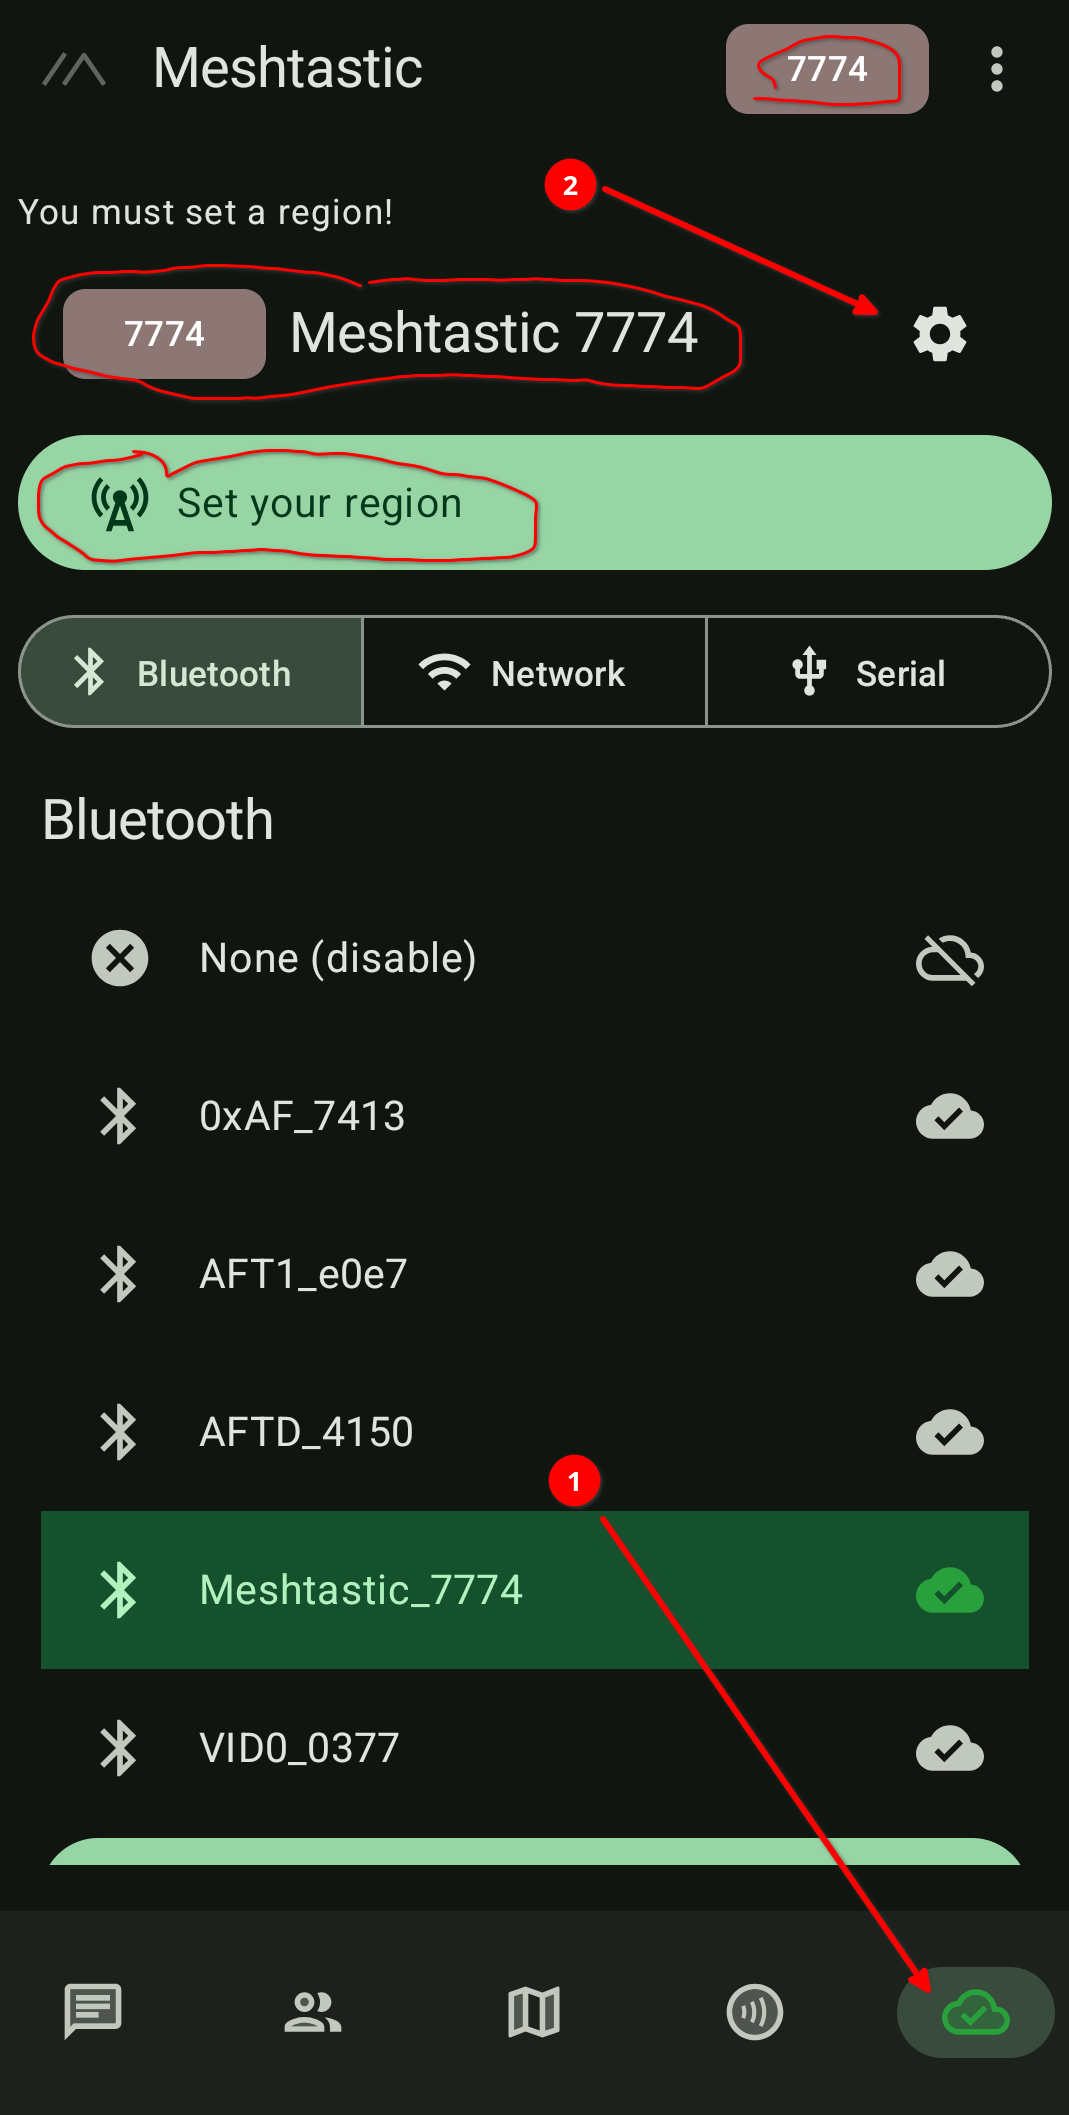 Meshtastic
7774
2
You must set a region!
7774 Meshtastic 7774
Set your region
Bluetooth Network Serial
Bluetooth
None (disable)
0xAF_7413
AFT1_e0e7
AFTD_4150
1
Meshtastic_7774
VID0_0377